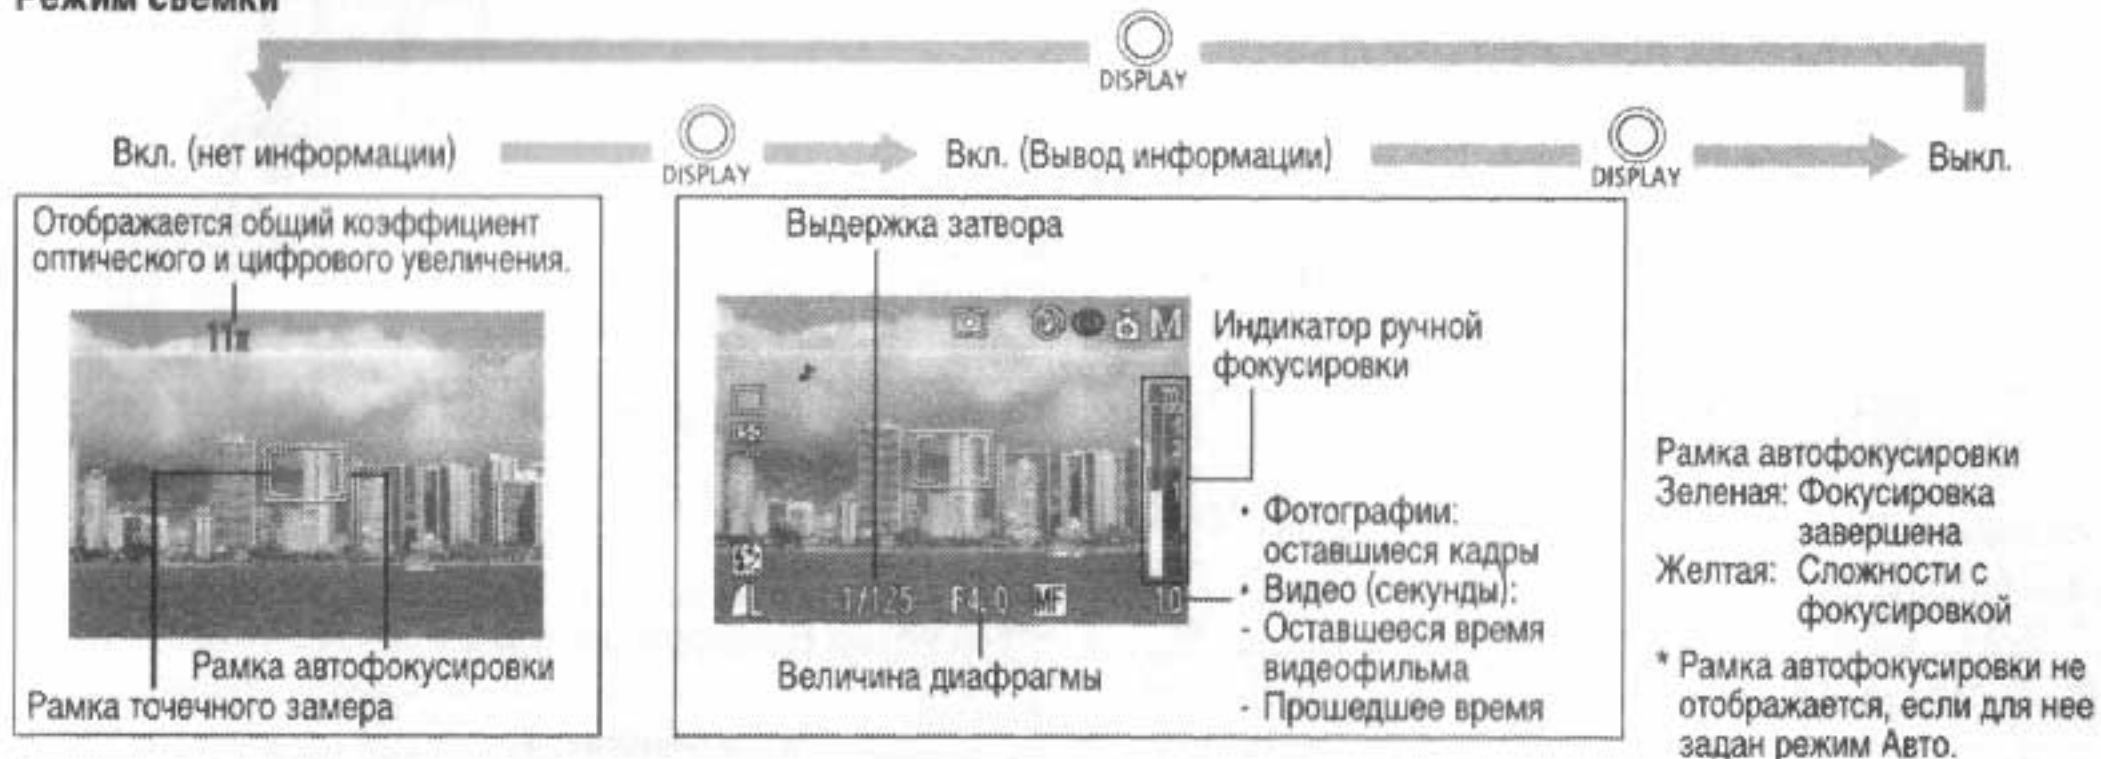 Режим съемки
DISPLAY
Вкл. (нет информации)
DISPLAY
Вкл. (Вывод информации)
DISPLAY
Выкл.
Отображается общий коэффициент
оптического и цифрового увеличения.
11x
Рамка автофокусировки
Рамка точечного замера
Выдержка затвора
M
L 1/125 F4.0 MF 10
Индикатор ручной
фокусировки
• Фотографии:
оставшиеся кадры
• Видео (секунды):
- Оставшееся время
видеофильма
- Прошедшее время
Величина диафрагмы
Рамка автофокусировки
Зеленая: Фокусировка
завершена
Желтая: Сложности с
фокусировкой
* Рамка автофокусировки не
отображается, если для нее
задан режим Авто.